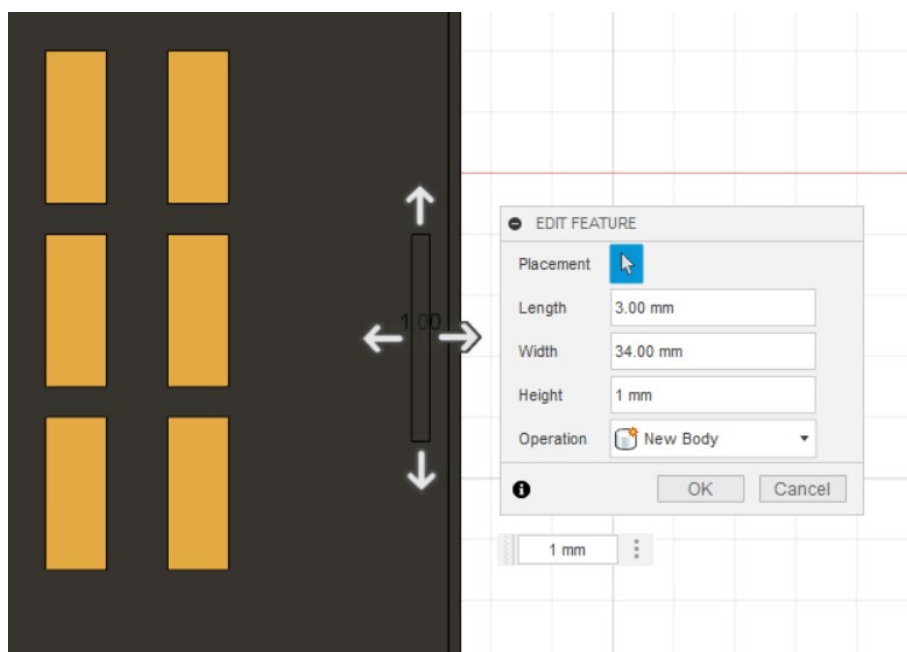 1.00
EDIT FEATURE
Placement
Length 3.00 mm
Width 34.00 mm
Height 1 mm
Operation New Body
OK Cancel
1 mm